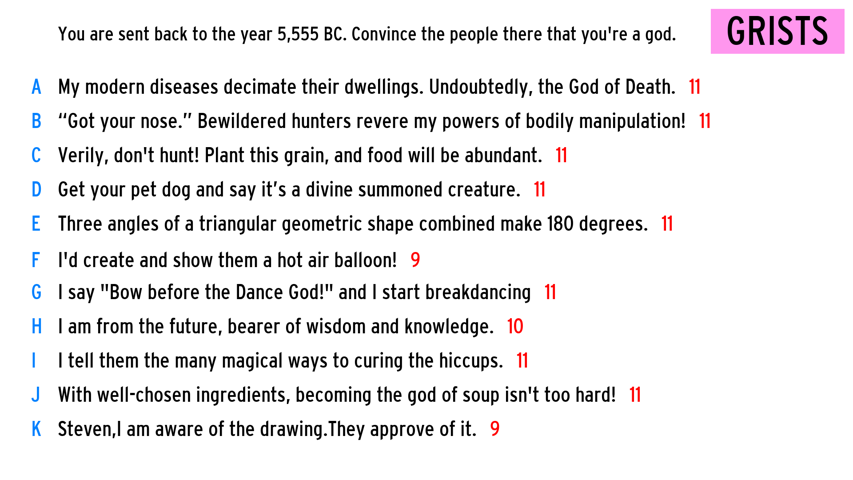 You are sent back to the year 5,555 BC. Convince the people there that you're a god.
GRISTS
A My modern diseases decimate their dwellings. Undoubtedly, the God of Death. 11
B “Got your nose.” Bewildered hunters revere my powers of bodily manipulation! 11
C Verily, don't hunt! Plant this grain, and food will be abundant. 11
D Get your pet dog and say it’s a divine summoned creature. 11
E Three angles of a triangular geometric shape combined make 180 degrees. 11
F I'd create and show them a hot air balloon! 9
G I say "Bow before the Dance God!" and I start breakdancing 11
H I am from the future, bearer of wisdom and knowledge. 10
I I tell them the many magical ways to curing the hiccups. 11
J With well-chosen ingredients, becoming the god of soup isn't too hard! 11
K Steven,I am aware of the drawing.They approve of it. 9